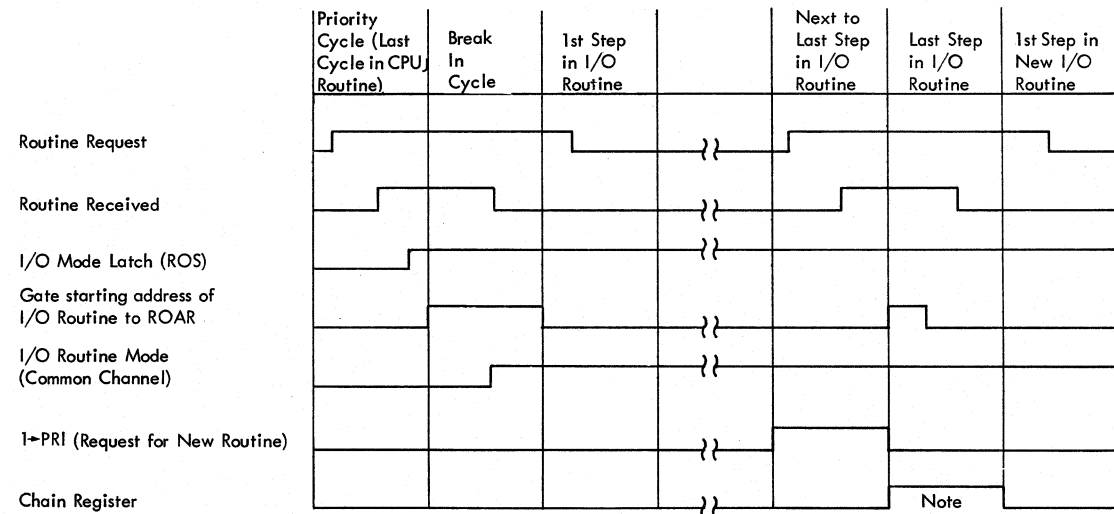 Priority
Cycle (Last
Cycle in CPU
Routine)
Break
In
Cycle
1st Step
in I/O
Routine
Next to
Last Step
in I/O
Routine
Last Step
in I/O
Routine
1st Step in
New I/O
Routine
Routine Request
Routine Received
I/O Mode Latch (ROS)
Gate starting address of
I/O Routine to ROAR
I/O Routine Mode
(Common Channel)
1→PRI (Request for New Routine)
Chain Register
Note